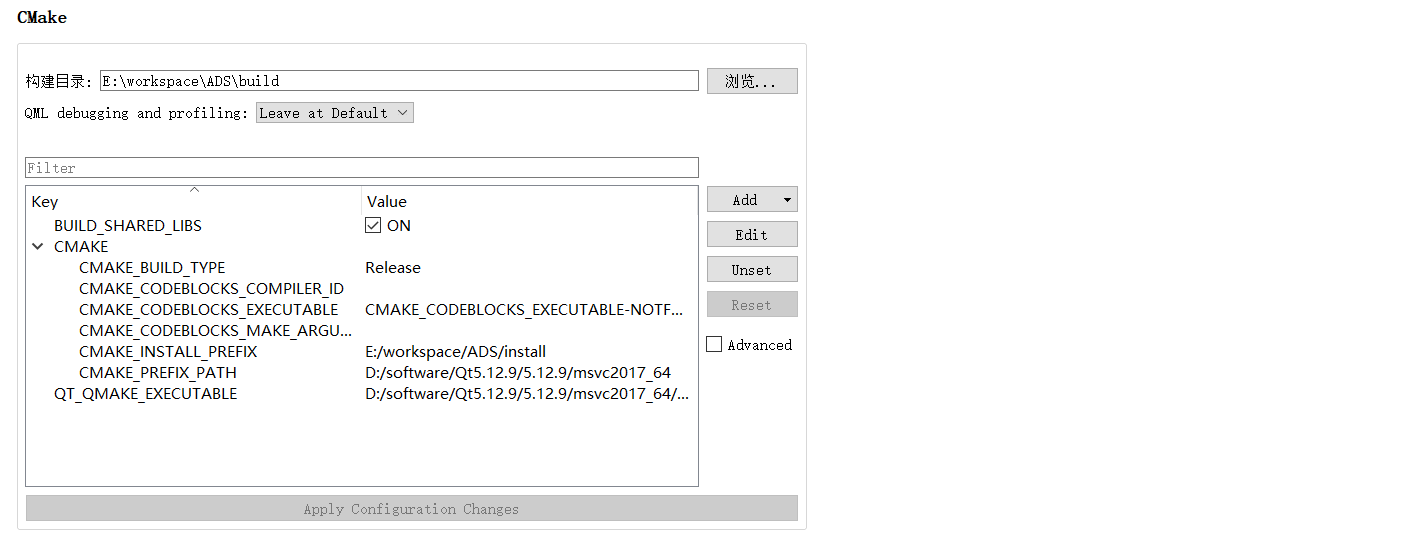 CMake
构建目录: E:\workspace\ADS\build 浏览...
QML debugging and profiling: Leave at Default
Filter
Key Value Add
BUILD_SHARED_LIBS ON
CMAKE Edit
CMAKE_BUILD_TYPE Release Unset
CMAKE_CODEBLOCKS_COMPILER_ID
CMAKE_CODEBLOCKS_EXECUTABLE CMAKE_CODEBLOCKS_EXECUTABLE-NOTF... Reset
CMAKE_CODEBLOCKS_MAKE_ARGU...
CMAKE_INSTALL_PREFIX E:/workspace/ADS/install Advanced
CMAKE_PREFIX_PATH D:/software/Qt5.12.9/5.12.9/msvc2017_64
QT_QMAKE_EXECUTABLE D:/software/Qt5.12.9/5.12.9/msvc2017_64/...
Apply Configuration Changes